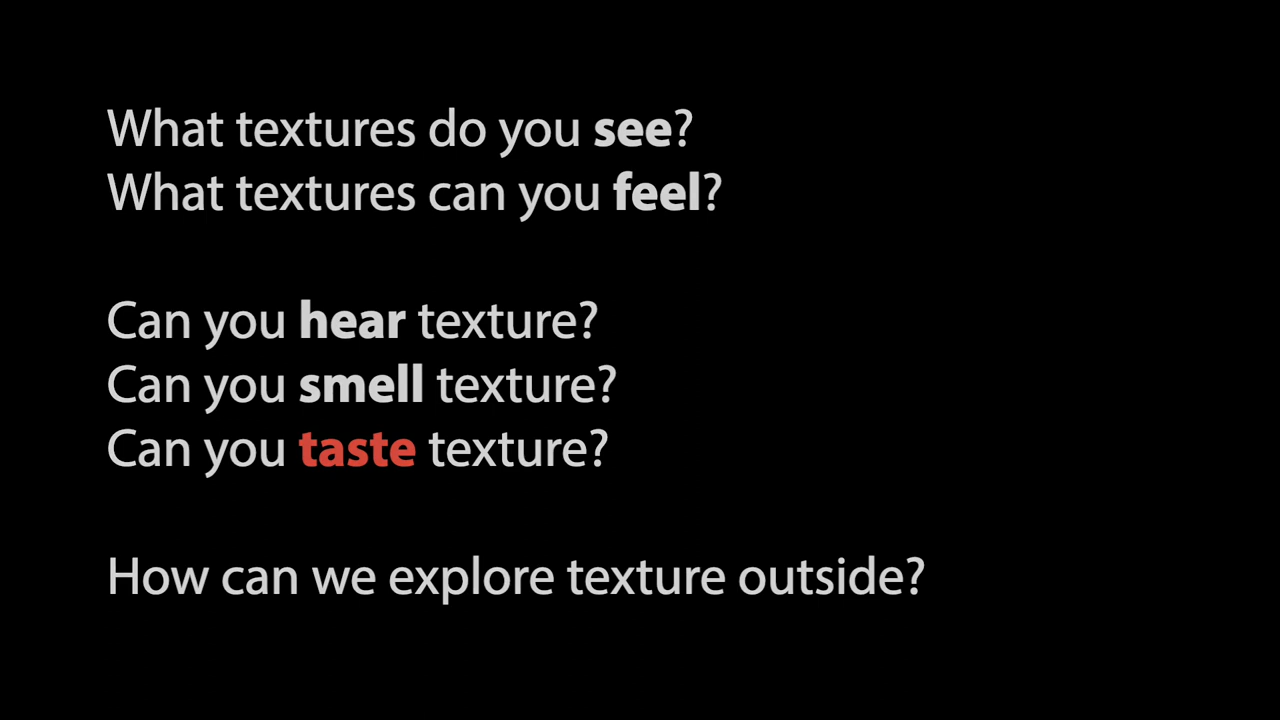 What textures do you see?
What textures can you feel?
Can you hear texture?
Can you smell texture?
Can you taste texture?
How can we explore texture outside?